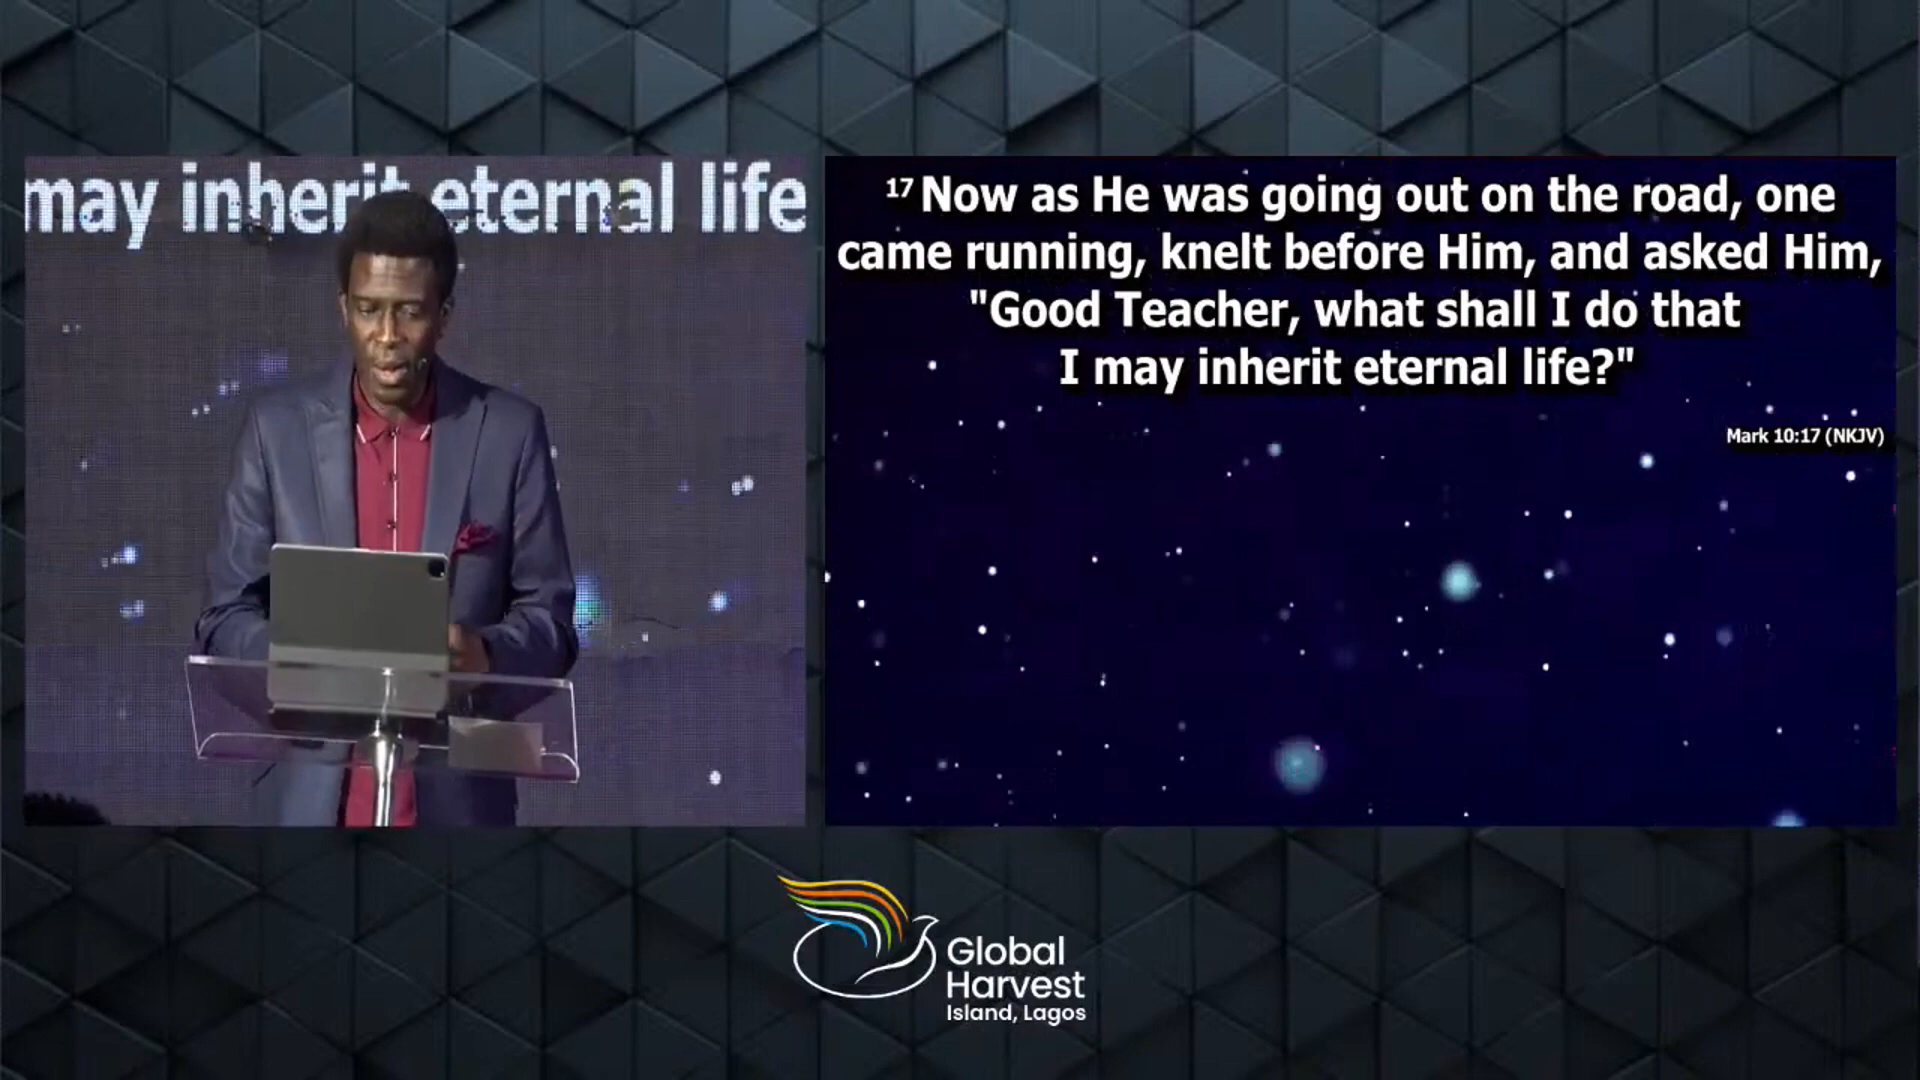 may inherit eternal life
17 Now as He was going out on the road, one
came running, knelt before Him, and asked Him,
"Good Teacher, what shall I do that
I may inherit eternal life?"
Mark 10:17 (NKJV)
Global
Harvest
Island, Lagos